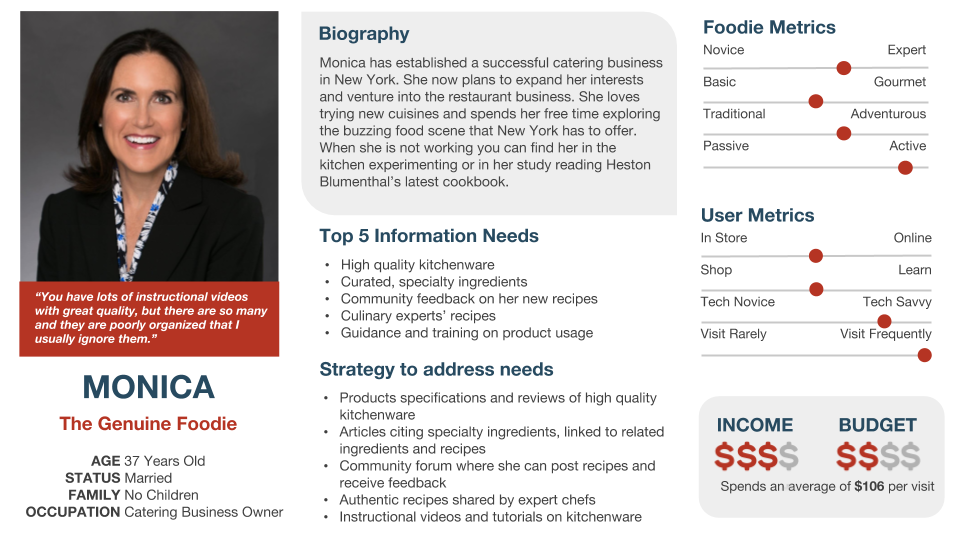 “You have lots of instructional videos
with great quality, but there are so many
and they are poorly organized that I
usually ignore them.”
MONICA
The Genuine Foodie
AGE 37 Years Old
STATUS Married
FAMILY No Children
OCCUPATION Catering Business Owner
Biography
Monica has established a successful catering business
in New York. She now plans to expand her interests
and venture into the restaurant business. She loves
trying new cuisines and spends her free time exploring
the buzzing food scene that New York has to offer.
When she is not working you can find her in the
kitchen experimenting or in her study reading Heston
Blumenthal’s latest cookbook.
Top 5 Information Needs
• High quality kitchenware
• Curated, specialty ingredients
• Community feedback on her new recipes
• Culinary experts’ recipes
• Guidance and training on product usage
Strategy to address needs
• Products specifications and reviews of high quality
kitchenware
• Articles citing specialty ingredients, linked to related
ingredients and recipes
• Community forum where she can post recipes and
receive feedback
• Authentic recipes shared by expert chefs
• Instructional videos and tutorials on kitchenware
Foodie Metrics
Novice Expert
Basic Gourmet
Traditional Adventurous
Passive Active
User Metrics
In Store Online
Shop Learn
Tech Novice Tech Savvy
Visit Rarely Visit Frequently
INCOME BUDGET
$$$$ $$$$
Spends an average of $106 per visit